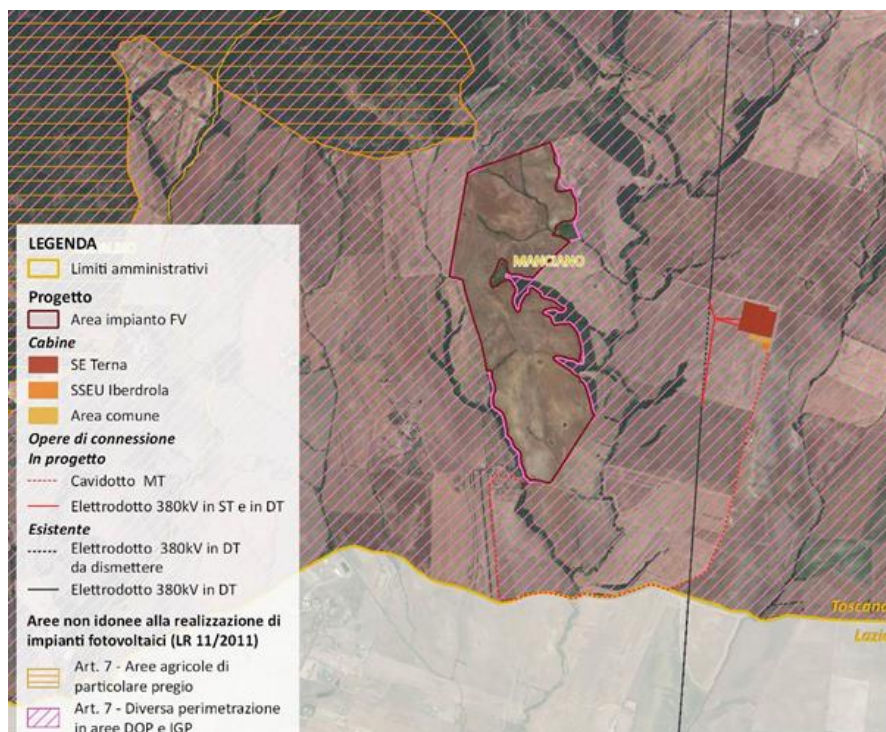 MANCIANO
LEGENDA
Limiti amministrativi
Progetto
Area impianto FV
Cabine
SE Terna
SSEU Iberdrola
Area comune
Opere di connessione
In progetto
Cavidotto MT
Elettrodotto 380kV in ST e in DT
Esistente
Elettrodotto 380kV in DT
da dismettere
Elettrodotto 380kV in DT
Aree non idonee alla realizzazione di
impianti fotovoltaici (LR 11/2011)
Art. 7 - Aree agricole di
particolare pregio
Art. 7 - Diversa perimetrazione
in aree DOP e IGP
Toscana
Lazio